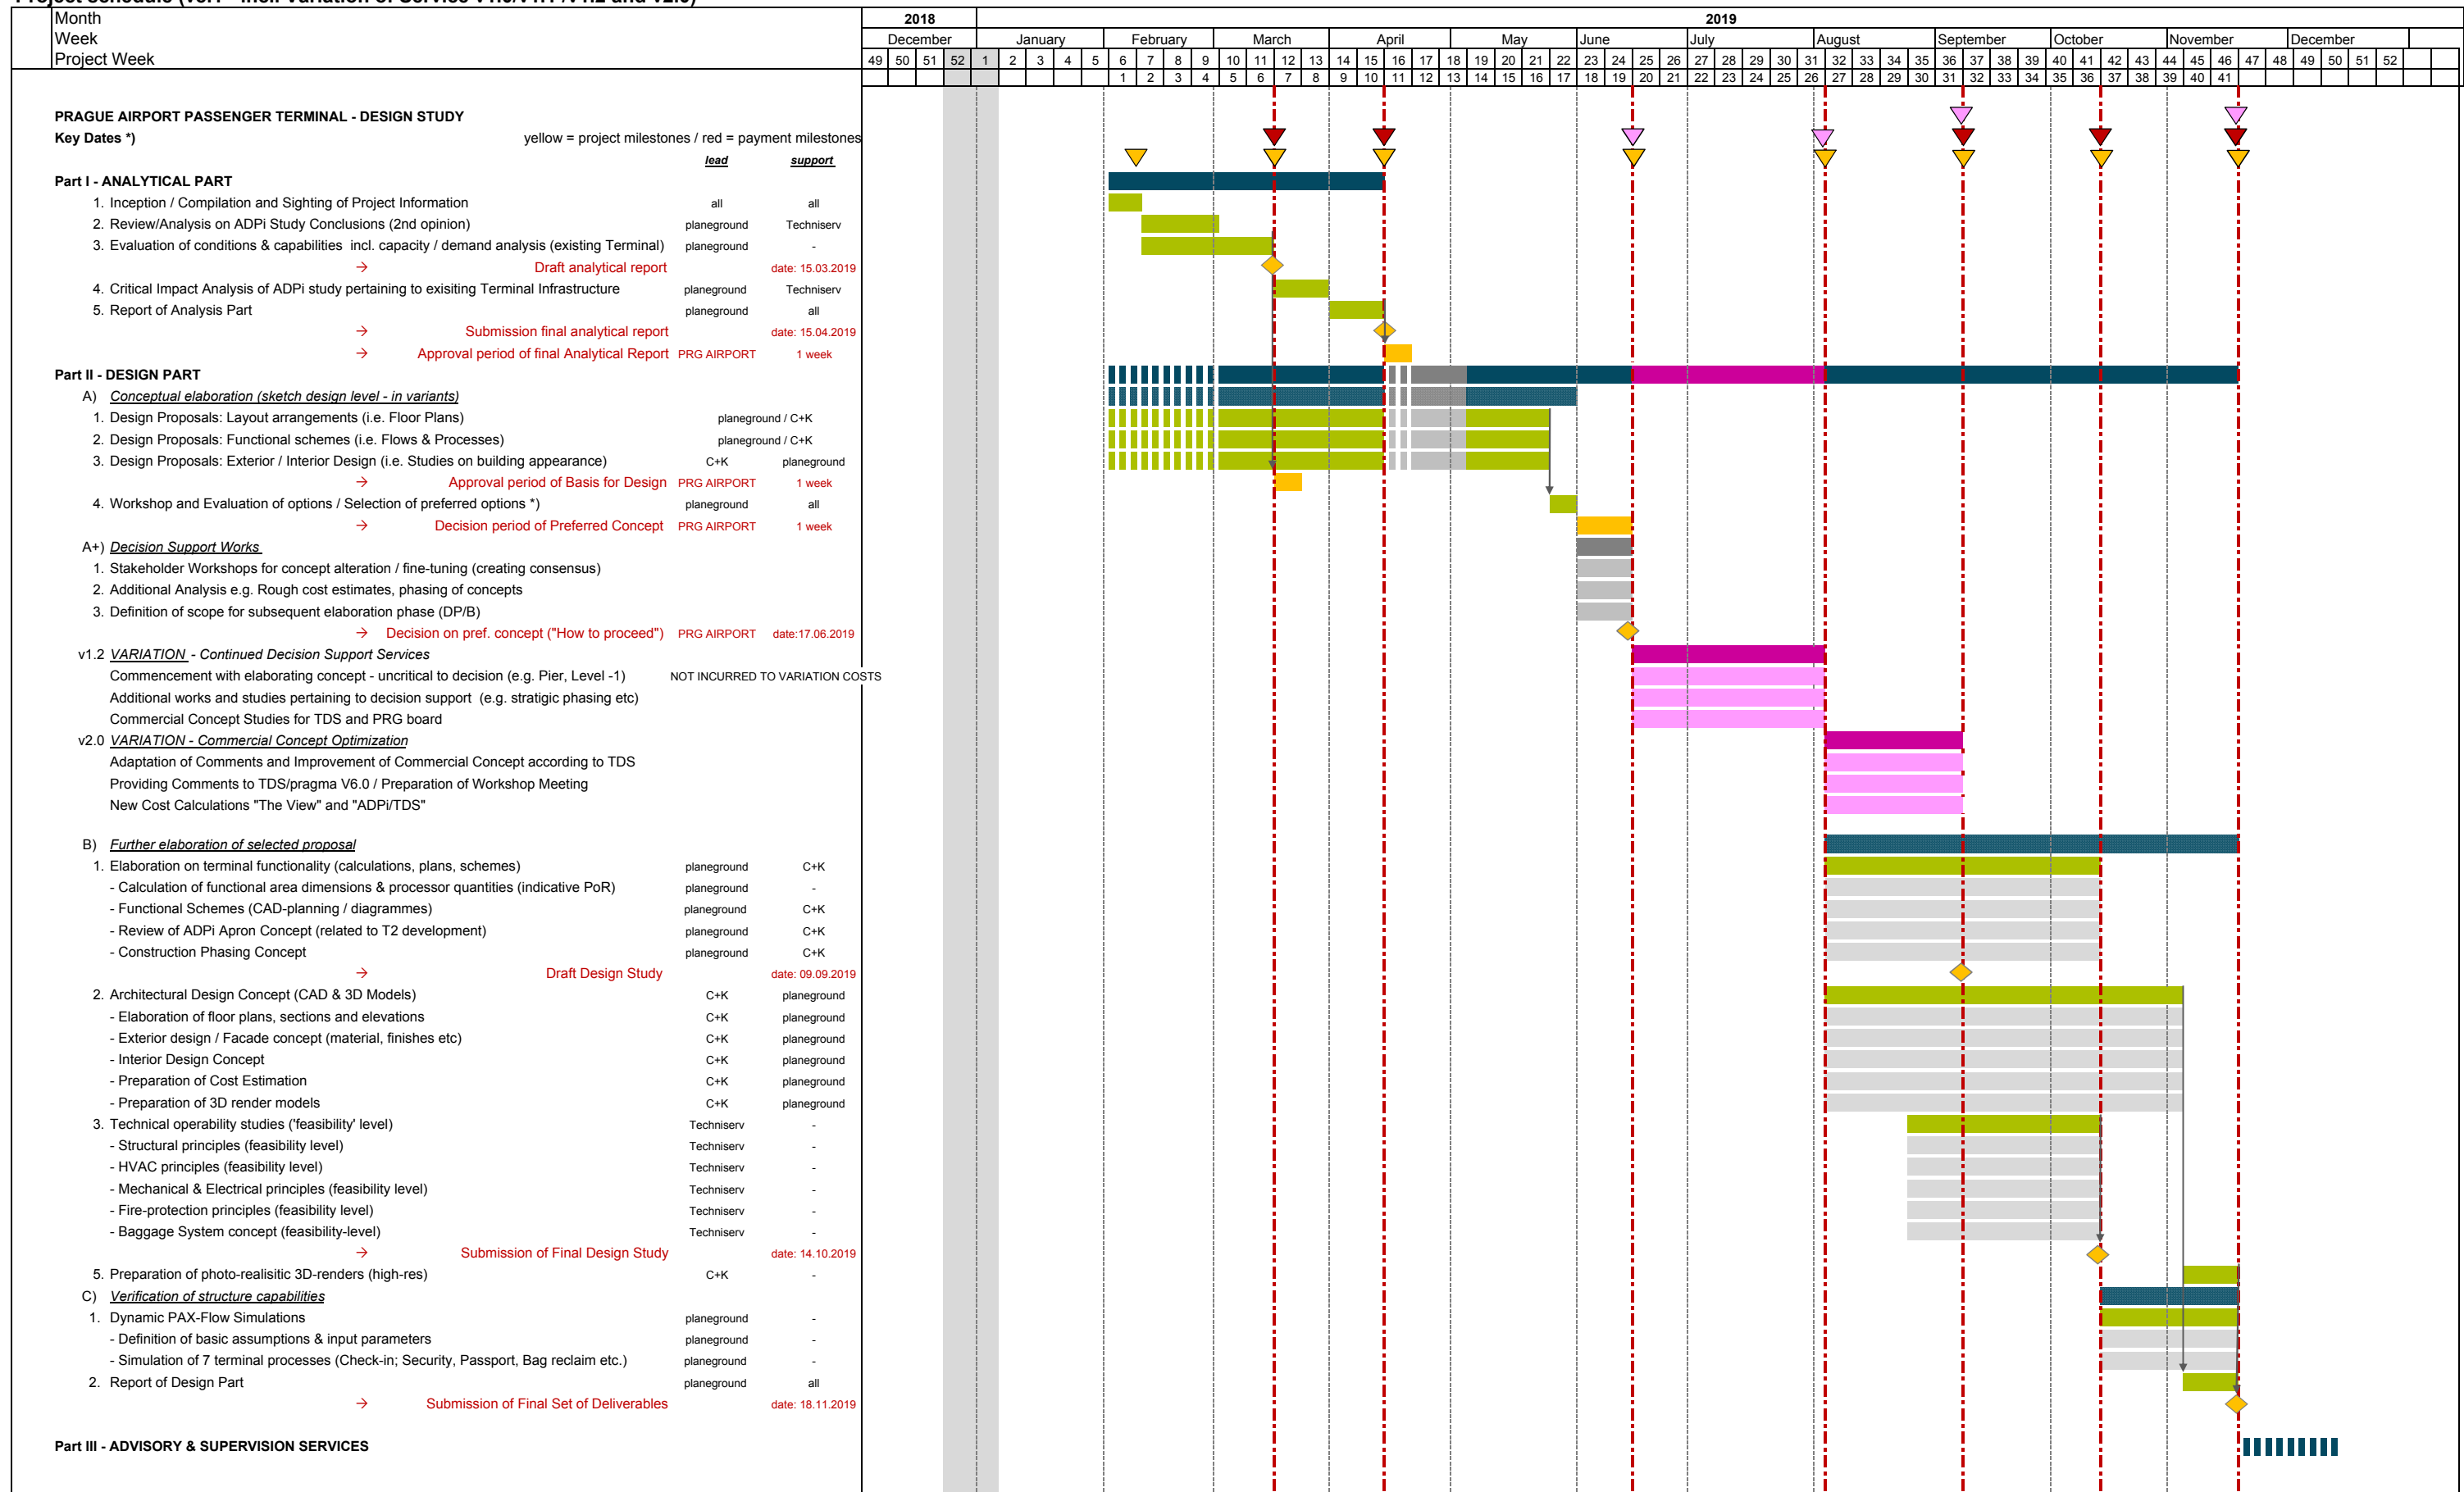 Project schedule (v3.1 - incl. Variation of Service v1.0/v1.1 /v1.2 and v2.0)
Month 2018 2019
Week December January February March April May June July August September October November December
Project Week 49 50 51 52 1 2 3 4 5 6 7 8 9 10 11 12 13 14 15 16 17 18 19 20 21 22 23 24 25 26 27 28 29 30 31 32 33 34 35 36 37 38 39 40 41 42 43 44 45 46 47 48 49 50 51 52
1 2 3 4 5 6 7 8 9 10 11 12 13 14 15 16 17 18 19 20 21 22 23 24 25 26 27 28 29 30 31 32 33 34 35 36 37 38 39 40 41
PRAGUE AIRPORT PASSENGER TERMINAL - DESIGN STUDY
Key Dates *) yellow = project milestones / red = payment milestones
lead support
Part I - ANALYTICAL PART
1. Inception / Compilation and Sighting of Project Information all all
2. Review/Analysis on ADPi Study Conclusions (2nd opinion) planeground Techniserv
3. Evaluation of conditions & capabilities incl. capacity / demand analysis (existing Terminal) planeground -
→ Draft analytical report date: 15.03.2019
4. Critical Impact Analysis of ADPi study pertaining to exisiting Terminal Infrastructure planeground Techniserv
5. Report of Analysis Part planeground all
→ Submission final analytical report date: 15.04.2019
→ Approval period of final Analytical Report PRG AIRPORT 1 week
Part II - DESIGN PART
A) Conceptual elaboration (sketch design level - in variants)
1. Design Proposals: Layout arrangements (i.e. Floor Plans) planeground / C+K
2. Design Proposals: Functional schemes (i.e. Flows & Processes) planeground / C+K
3. Design Proposals: Exterior / Interior Design (i.e. Studies on building appearance) C+K planeground
→ Approval period of Basis for Design PRG AIRPORT 1 week
4. Workshop and Evaluation of options / Selection of preferred options *) planeground all
→ Decision period of Preferred Concept PRG AIRPORT 1 week
A+) Decision Support Works
1. Stakeholder Workshops for concept alteration / fine-tuning (creating consensus)
2. Additional Analysis e.g. Rough cost estimates, phasing of concepts
3. Definition of scope for subsequent elaboration phase (DP/B)
→ Decision on pref. concept ("How to proceed") PRG AIRPORT date:17.06.2019
v1.2 VARIATION - Continued Decision Support Services
Commencement with elaborating concept - uncritical to decision (e.g. Pier, Level -1) NOT INCURRED TO VARIATION COSTS
Additional works and studies pertaining to decision support (e.g. stratigic phasing etc)
Commercial Concept Studies for TDS and PRG board
v2.0 VARIATION - Commercial Concept Optimization
Adaptation of Comments and Improvement of Commercial Concept according to TDS
Providing Comments to TDS/pragma V6.0 / Preparation of Workshop Meeting
New Cost Calculations "The View" and "ADPi/TDS"
B) Further elaboration of selected proposal
1. Elaboration on terminal functionality (calculations, plans, schemes) planeground C+K
- Calculation of functional area dimensions & processor quantities (indicative PoR) planeground -
- Functional Schemes (CAD-planning / diagrammes) planeground C+K
- Review of ADPi Apron Concept (related to T2 development) planeground C+K
- Construction Phasing Concept planeground C+K
→ Draft Design Study date: 09.09.2019
2. Architectural Design Concept (CAD & 3D Models) C+K planeground
- Elaboration of floor plans, sections and elevations C+K planeground
- Exterior design / Facade concept (material, finishes etc) C+K planeground
- Interior Design Concept C+K planeground
- Preparation of Cost Estimation C+K planeground
- Preparation of 3D render models C+K planeground
3. Technical operability studies ('feasibility' level) Techniserv -
- Structural principles (feasibility level) Techniserv -
- HVAC principles (feasibility level) Techniserv -
- Mechanical & Electrical principles (feasibility level) Techniserv -
- Fire-protection principles (feasibility level) Techniserv -
- Baggage System concept (feasibility-level) Techniserv -
→ Submission of Final Design Study date: 14.10.2019
5. Preparation of photo-realisitic 3D-renders (high-res) C+K -
C) Verification of structure capabilities
1. Dynamic PAX-Flow Simulations planeground -
- Definition of basic assumptions & input parameters planeground -
- Simulation of 7 terminal processes (Check-in; Security, Passport, Bag reclaim etc.) planeground -
2. Report of Design Part planeground all
→ Submission of Final Set of Deliverables date: 18.11.2019
Part III - ADVISORY & SUPERVISION SERVICES